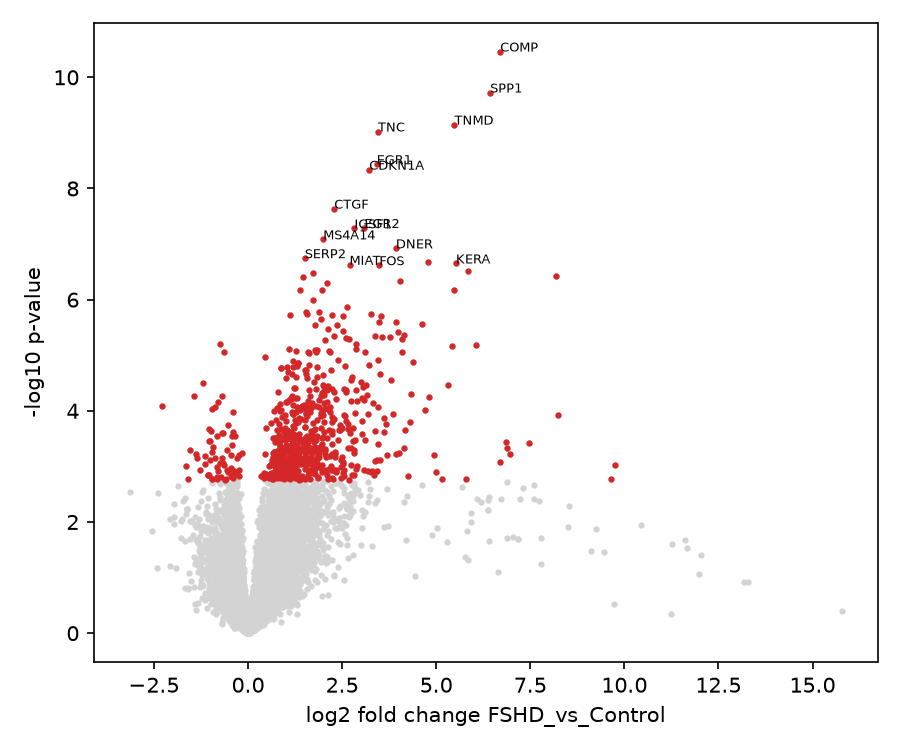 COMP
SPP1
TNMD
TNC
EGR1
CDKN1A
CTGF
EGR2
MS4A14
DNER
SERP2
MIAT
FOS
KERA
10
8
6
4
2
0
-log10 p-value
−2.5
0.0
2.5
5.0
7.5
10.0
12.5
15.0
log2 fold change FSHD_vs_Control